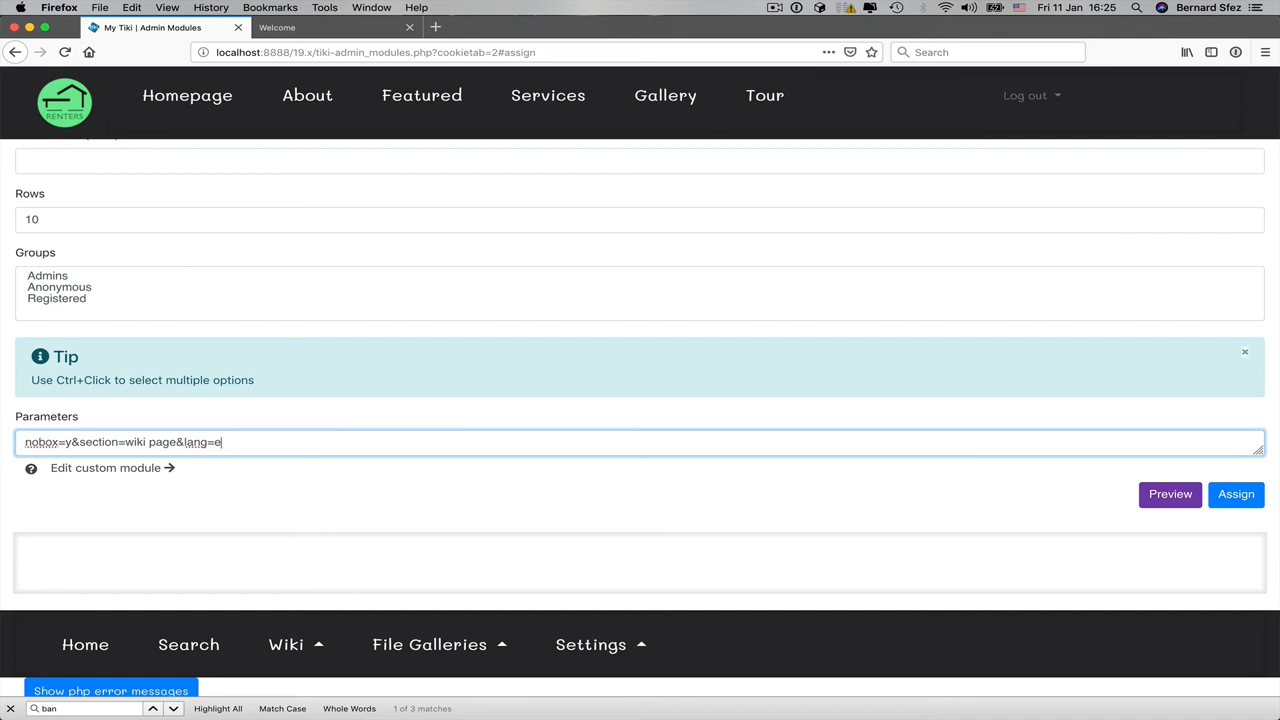 Firefox File Edit View History Bookmarks Tools Window Help Fri 11 Jan 16:25 Bernard Sfez
My Tiki | Admin Modules Welcome
localhost:8888/19.x/tiki-admin_modules.php?cookietab=2#assign Search
RENTERS Homepage About Featured Services Gallery Tour Log out
Rows
10
Groups
Admins
Anonymous
Registered
Tip
Use Ctrl+Click to select multiple options
Parameters
nobox=y&section=wiki page&lang=e
Edit custom module
Preview Assign
Home Search Wiki File Galleries Settings
Show php error messages
ban Highlight All Match Case Whole Words 1 of 3 matches